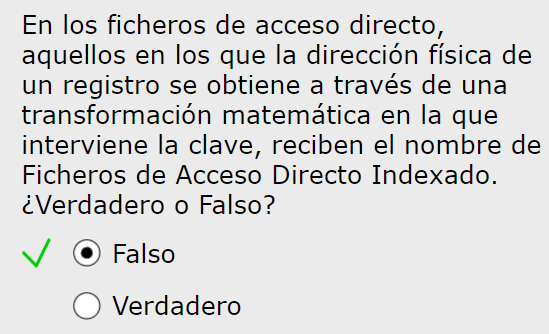 En los ficheros de acceso directo,
aquellos en los que la dirección física de
un registro se obtiene a través de una
transformación matemática en la que
interviene la clave, reciben el nombre de
Ficheros de Acceso Directo Indexado.
¿Verdadero o Falso?
Falso
Verdadero